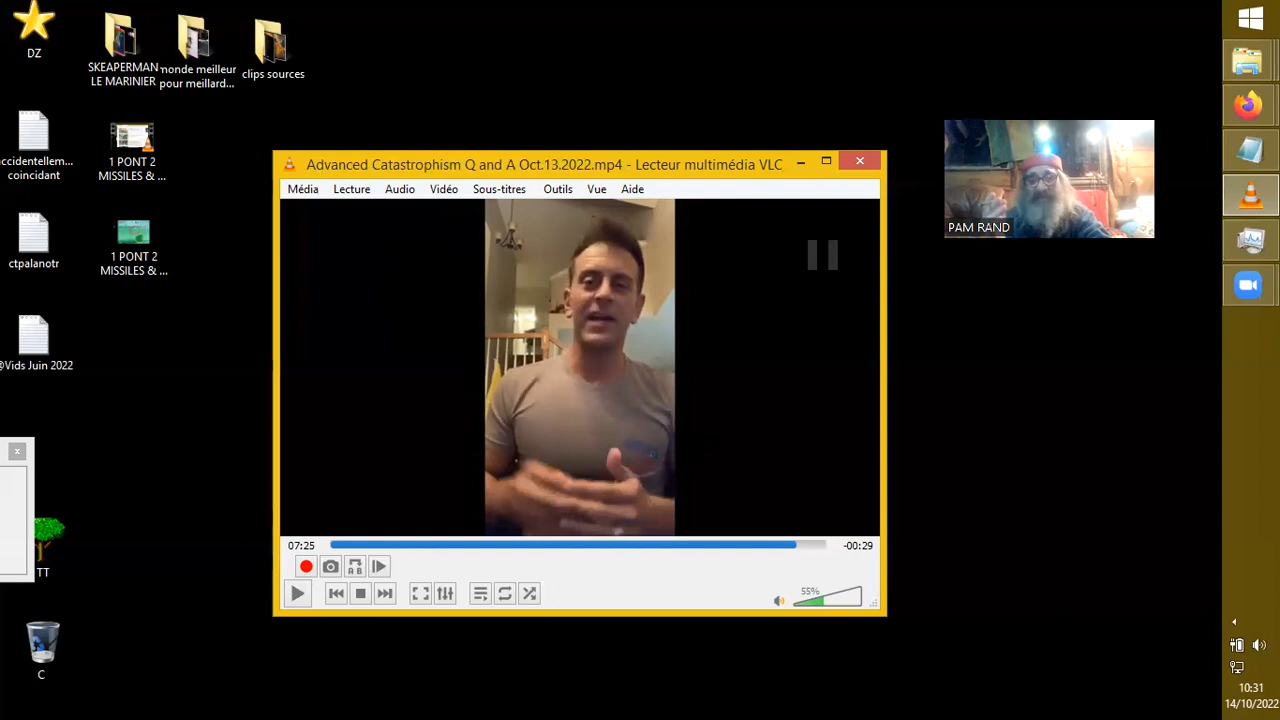 DZ
SKEAPERMAN
LE MARINIER
monde meilleur
pour meillard...
clips sources
accidentellem...
coincidant
1 PONT 2
MISSILES & ...
ctpalanotr
1 PONT 2
MISSILES & ...
@Vids Juin 2022
TT
C
Advanced Catastrophism Q and A Oct.13.2022.mp4 - Lecteur multimédia VLC
Média Lecture Audio Vidéo Sous-titres Outils Vue Aide
07:25
-00:29
A B
55%
PAM RAND
10:31
14/10/2022